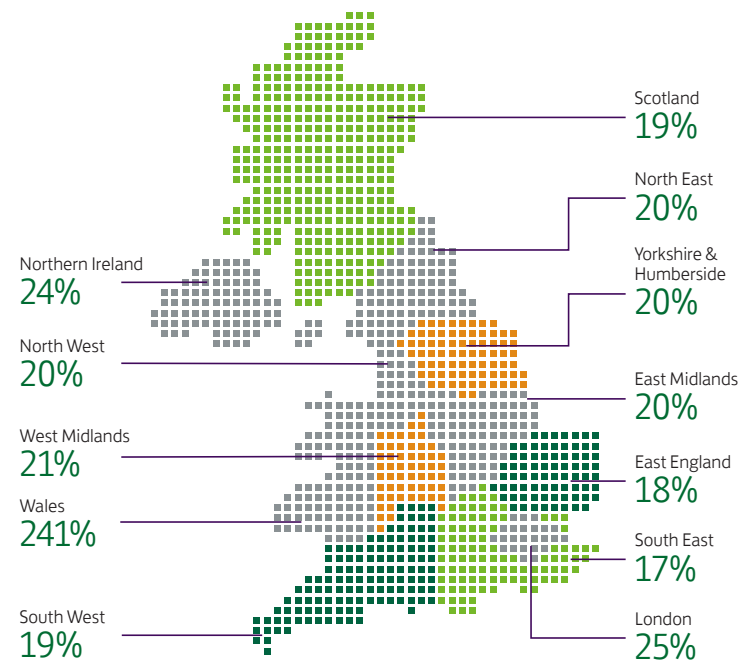 Scotland
19%
North East
20%
Yorkshire &
Humberside
20%
East Midlands
20%
East England
18%
South East
17%
London
25%
Northern Ireland
24%
North West
20%
West Midlands
21%
Wales
241%
South West
19%